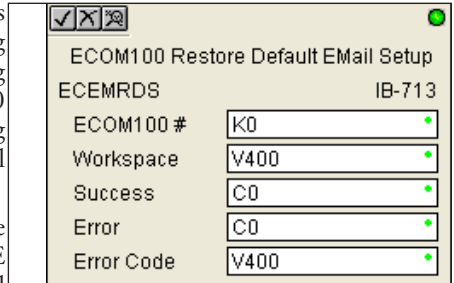 ECOM100 Restore Default EMail Setup
ECEMRDS IB-713
ECOM100 # K0
Workspace V400
Success C0
Error C0
Error Code V400